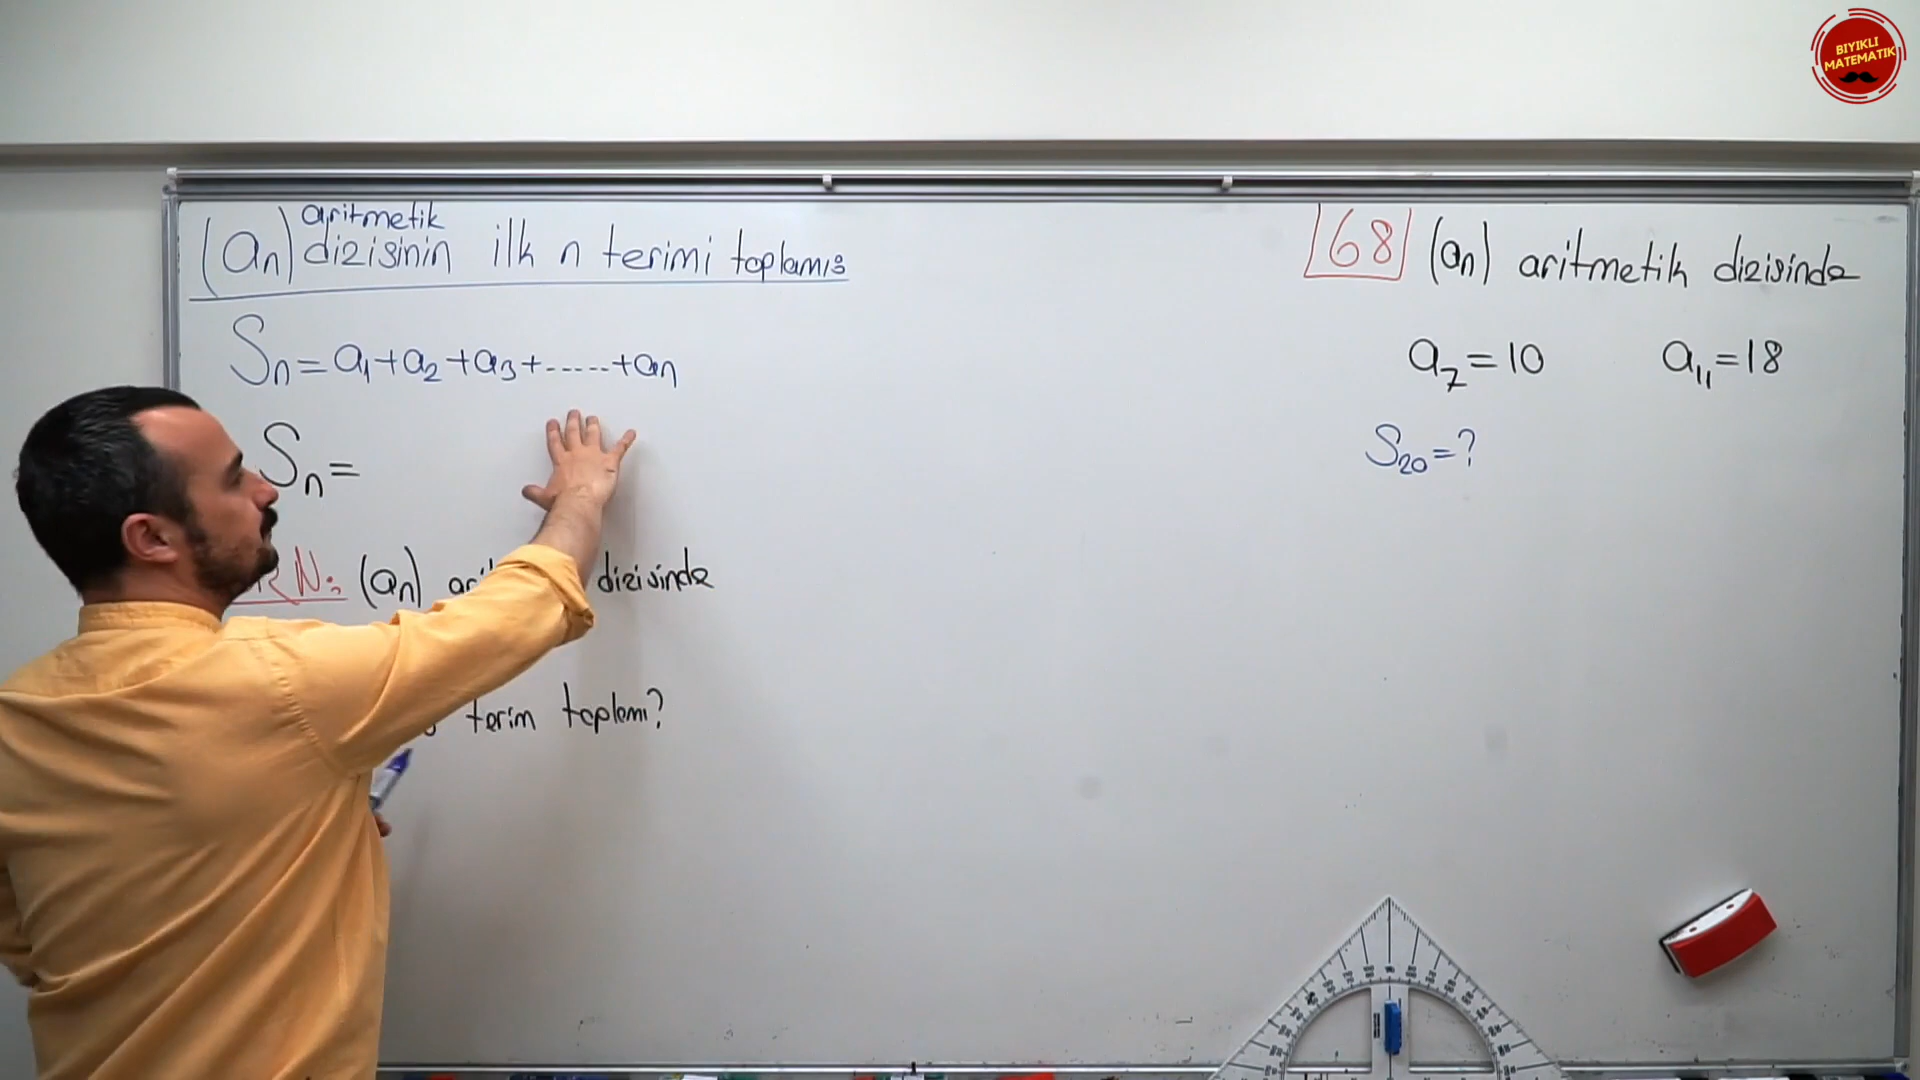 BIYIKLI
MATEMATİK
aritmetik
(an) dizisinin ilk n terimi toplamı:
Sn = a1 + a2 + a3 + ..... + an
Sn =
RN: (an) dizisinde
terim toplamı?
68 (an) aritmetik dizisinde
a7 = 10 a11 = 18
S20 = ?